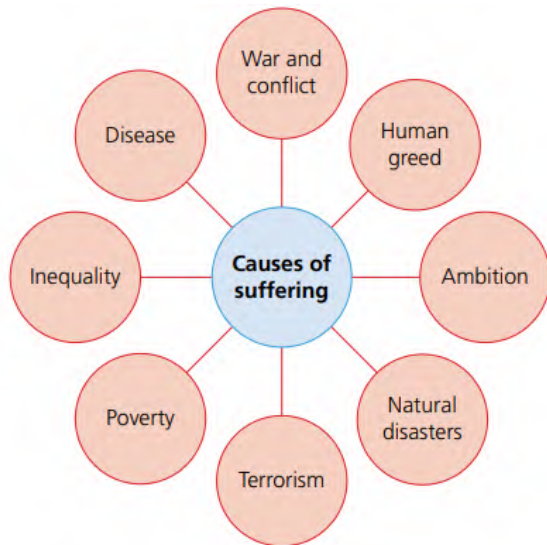 War and
conflict
Human
greed
Disease
Causes of
suffering
Inequality
Ambition
Poverty
Natural
disasters
Terrorism